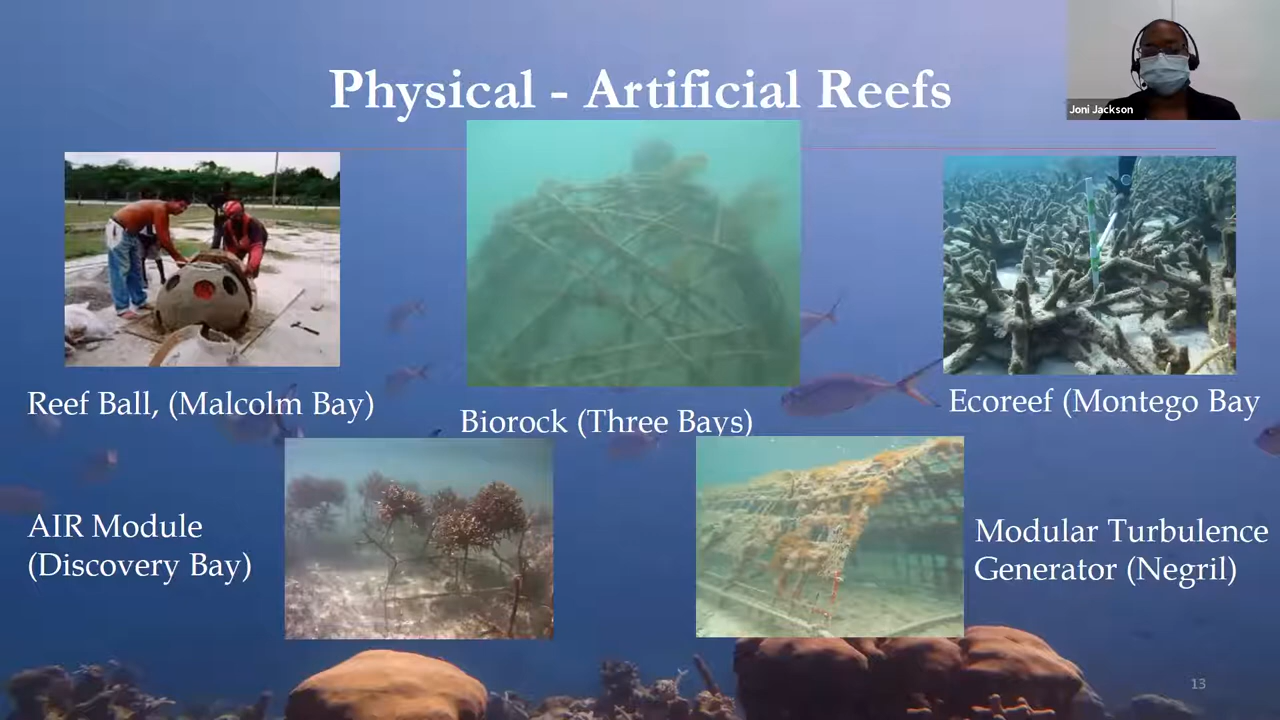 Physical - Artificial Reefs
Joni Jackson
Reef Ball, (Malcolm Bay)
Biorock (Three Bays)
Ecoreef (Montego Bay
AIR Module
(Discovery Bay)
Modular Turbulence
Generator (Negril)
13